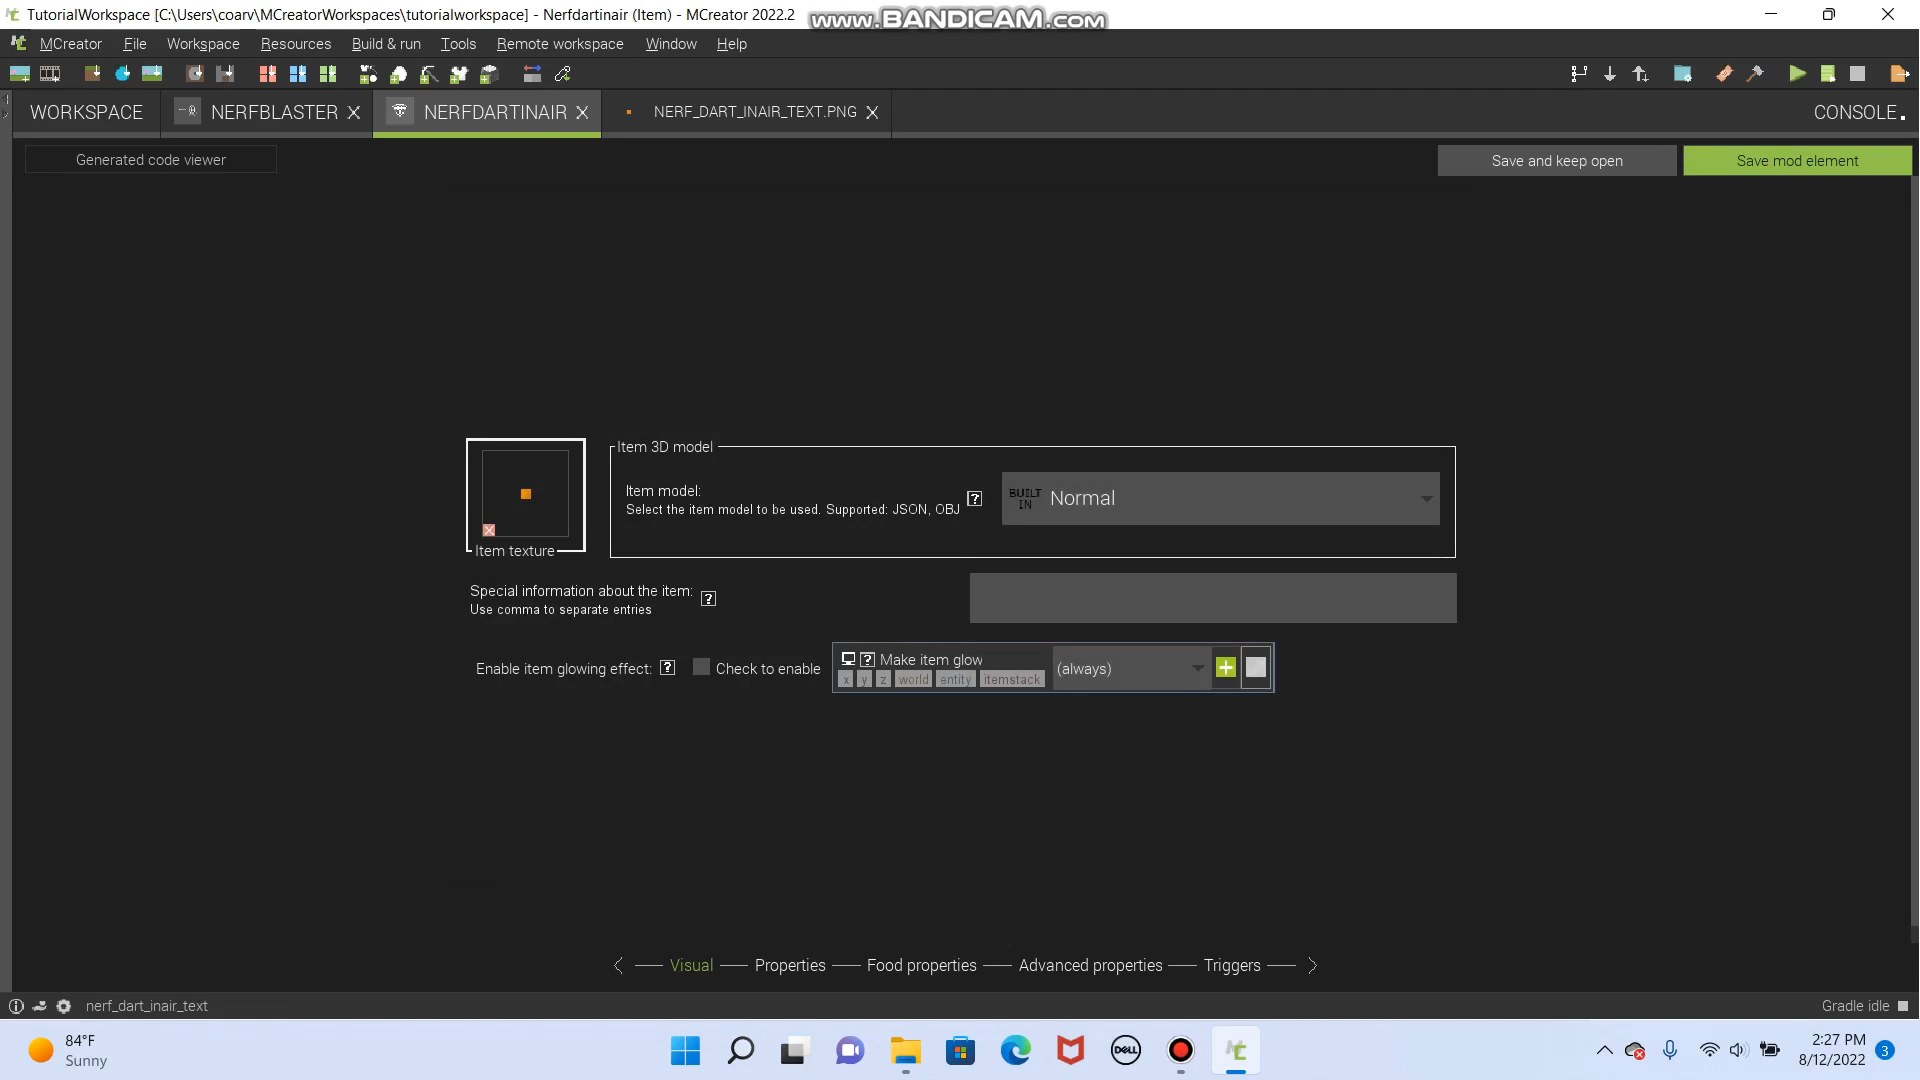 TutorialWorkspace [C:\Users\coarv\MCreatorWorkspaces\tutorialworkspace] - Nerfdartinair (Item) - MCreator 2022.2
www.BANDICAM.com
MCreator File Workspace Resources Build & run Tools Remote workspace Window Help
WORKSPACE NERFBLASTER NERFDARTINAIR NERF_DART_INAIR_TEXT.PNG CONSOLE
Generated code viewer Save and keep open Save mod element
Item 3D model
Item model:
Select the item model to be used. Supported: JSON, OBJ ?
BUILT IN Normal
Item texture
Special information about the item: ?
Use comma to separate entries
Enable item glowing effect: ? Check to enable
? Make item glow
x y z world entity itemstack
(always)
Visual Properties Food properties Advanced properties Triggers
nerf_dart_inair_text Gradle idle
84°F
Sunny
DELL
2:27 PM
8/12/2022
3